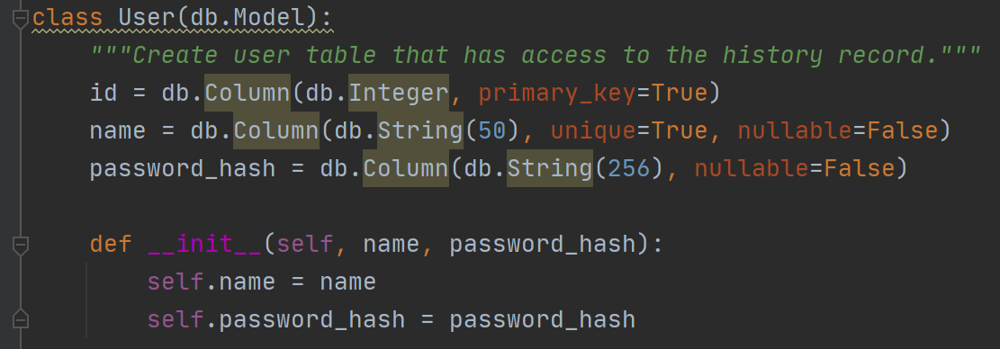 class User(db.Model):
    """Create user table that has access to the history record."""
    id = db.Column(db.Integer, primary_key=True)
    name = db.Column(db.String(50), unique=True, nullable=False)
    password_hash = db.Column(db.String(256), nullable=False)
    def __init__(self, name, password_hash):
        self.name = name
        self.password_hash = password_hash